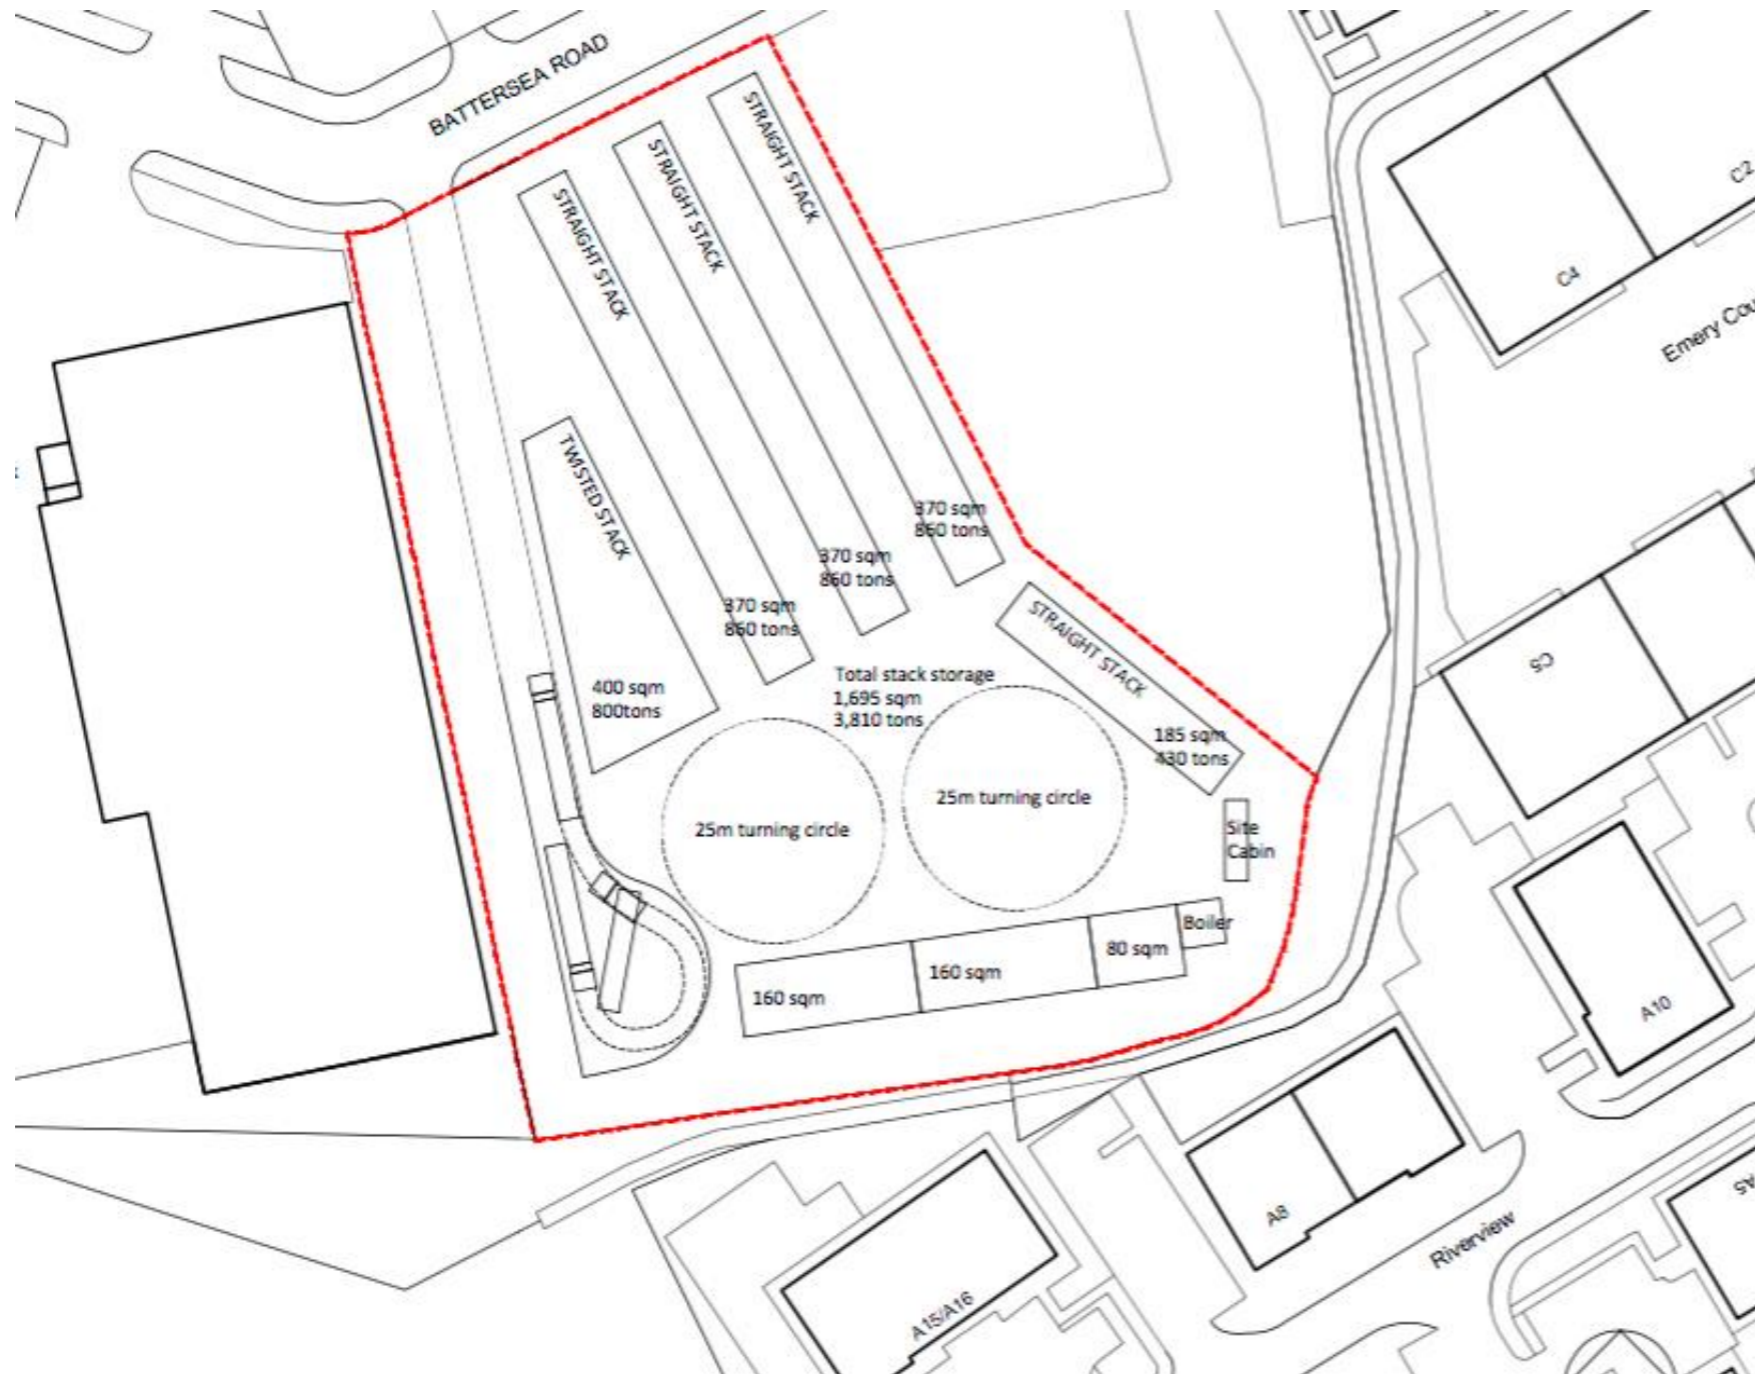 BATTERSEA ROAD
STRAIGHT STACK
STRAIGHT STACK
STRAIGHT STACK
C2
C4
Emery Cou
TWISTED STACK
370 sqm
860 tons
370 sqm
860 tons
370 sqm
860 tons
STRAIGHT STACK
C5
400 sqm
800tons
Total stack storage
1,695 sqm
3,810 tons
185 sqm
430 tons
25m turning circle
25m turning circle
Site
Cabin
Boiler
80 sqm
160 sqm
160 sqm
A10
A8
A5
Riverview
A15/A16